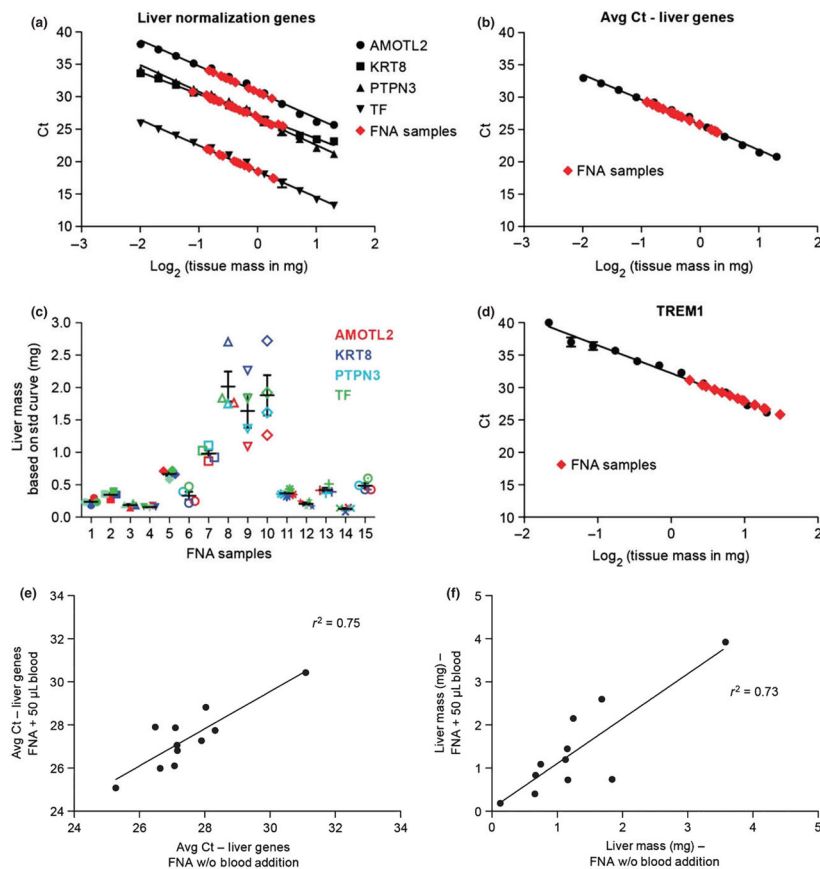 (a)
Liver normalization genes
40
35
30
25
20
15
10
Ct
–3 –2 –1 0 1 2
Log2 (tissue mass in mg)
AMOTL2
KRT8
PTPN3
TF
FNA samples
(b)
Avg Ct - liver genes
40
35
30
25
20
15
10
Ct
FNA samples
–3 –2 –1 0 1 2
Log2 (tissue mass in mg)
(c)
3.0
2.5
2.0
1.5
1.0
0.5
0.0
Liver mass
based on std curve (mg)
AMOTL2
KRT8
PTPN3
TF
1 2 3 4 5 6 7 8 9 10 11 12 13 14 15
FNA samples
(d)
TREM1
40
35
30
25
20
15
10
Ct
FNA samples
–2 –1 0 1 2
Log2 (tissue mass in mg)
(e)
34
32
30
28
26
24
Avg Ct – liver genes
FNA + 50 µL blood
r2 = 0.75
24 26 28 30 32 34
Avg Ct – liver genes
FNA w/o blood addition
(f)
5
4
3
2
1
0
Liver mass (mg) –
FNA + 50 µL blood
r2 = 0.73
0 1 2 3 4 5
Liver mass (mg) –
FNA w/o blood addition